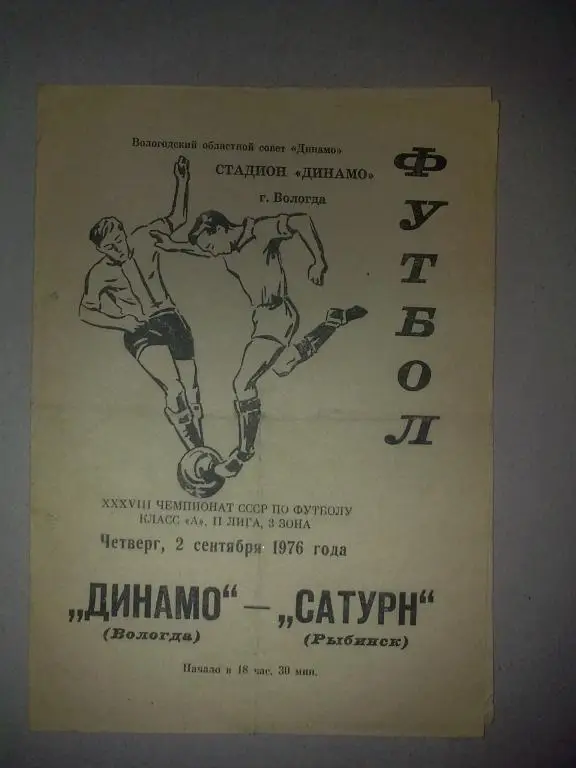 Вологодский областной совет «Динамо»
СТАДИОН «ДИНАМО»
г. Вологда
ФУТБОЛ
XXXVIII ЧЕМПИОНАТ СССР ПО ФУТБОЛУ
КЛАСС «А», II ЛИГА, 3 ЗОНА
Четверг, 2 сентября 1976 года
„ДИНАМО“ — „САТУРН“
(Вологда) (Рыбинск)
Начало в 18 час. 30 мин.